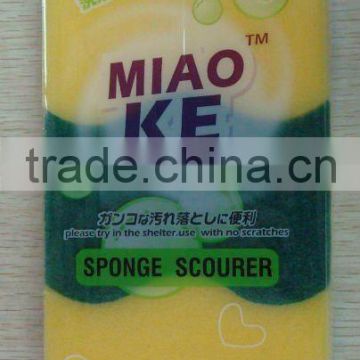 MIAO TM
KE
trade.china.cn
ガンコな汚れ落としに便利
please try in the shelter.use with no scratches
SPONGE SCOURER